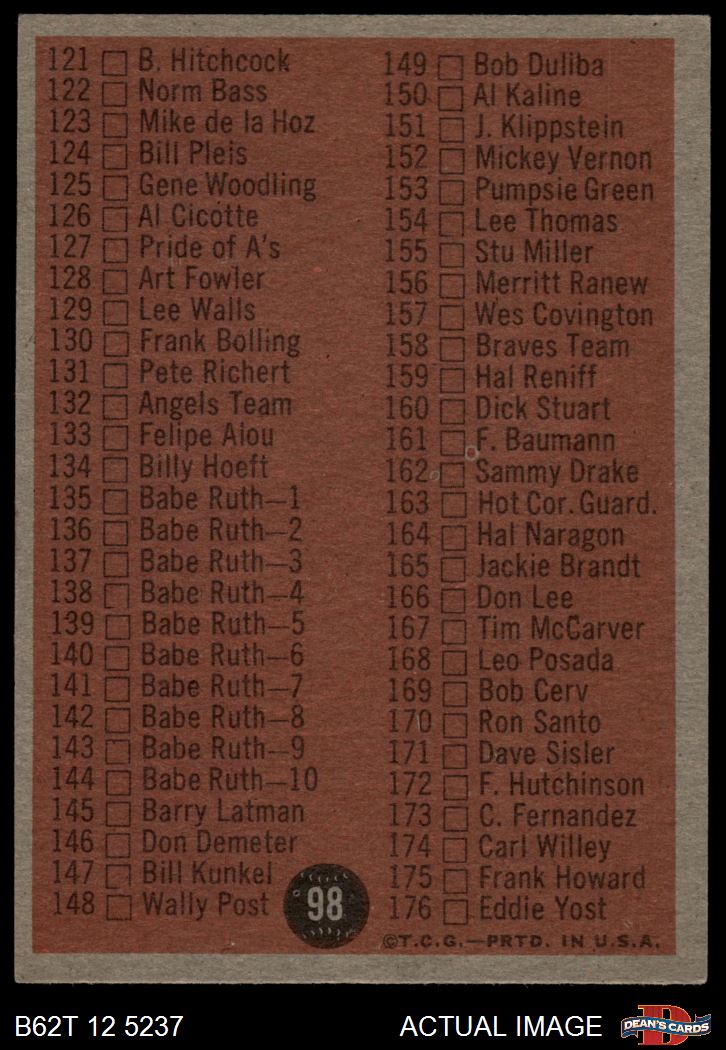 121 B. Hitchcock
122 Norm Bass
123 Mike de la Hoz
124 Bill Pleis
125 Gene Woodling
126 Al Cicotte
127 Pride of A's
128 Art Fowler
129 Lee Walls
130 Frank Bolling
131 Pete Richert
132 Angels Team
133 Felipe Alou
134 Billy Hoeft
135 Babe Ruth—1
136 Babe Ruth—2
137 Babe Ruth—3
138 Babe Ruth—4
139 Babe Ruth—5
140 Babe Ruth—6
141 Babe Ruth—7
142 Babe Ruth—8
143 Babe Ruth—9
144 Babe Ruth—10
145 Barry Latman
146 Don Demeter
147 Bill Kunkel
148 Wally Post
98
149 Bob Duliba
150 Al Kaline
151 J. Klippstein
152 Mickey Vernon
153 Pumpsie Green
154 Lee Thomas
155 Stu Miller
156 Merritt Ranew
157 Wes Covington
158 Braves Team
159 Hal Reniff
160 Dick Stuart
161 F. Baumann
162 Sammy Drake
163 Hot Cor. Guard.
164 Hal Naragon
165 Jackie Brandt
166 Don Lee
167 Tim McCarver
168 Leo Posada
169 Bob Cerv
170 Ron Santo
171 Dave Sisler
172 F. Hutchinson
173 C. Fernandez
174 Carl Willey
175 Frank Howard
176 Eddie Yost
©T.C.G.—PRTD. IN U.S.A.
B62T 12 5237
ACTUAL IMAGE
D
DEAN'S CARDS